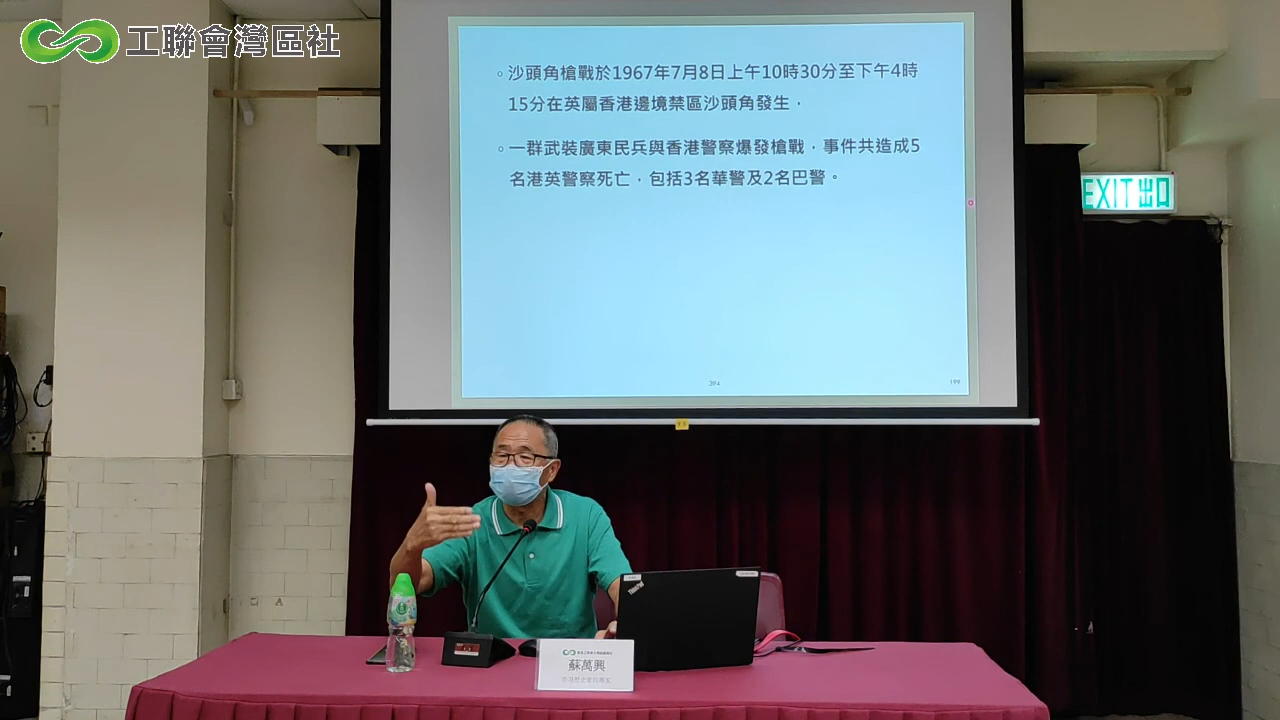 工聯會灣區社
沙頭角槍戰於1967年7月8日上午10時30分至下午4時
15分在英屬香港邊境禁區沙頭角發生，
一群武裝廣東民兵與香港警察爆發槍戰，事件共造成5
名港英警察死亡，包括3名華警及2名巴警。
EXIT 出口
199
ThinkPad
蘇萬興